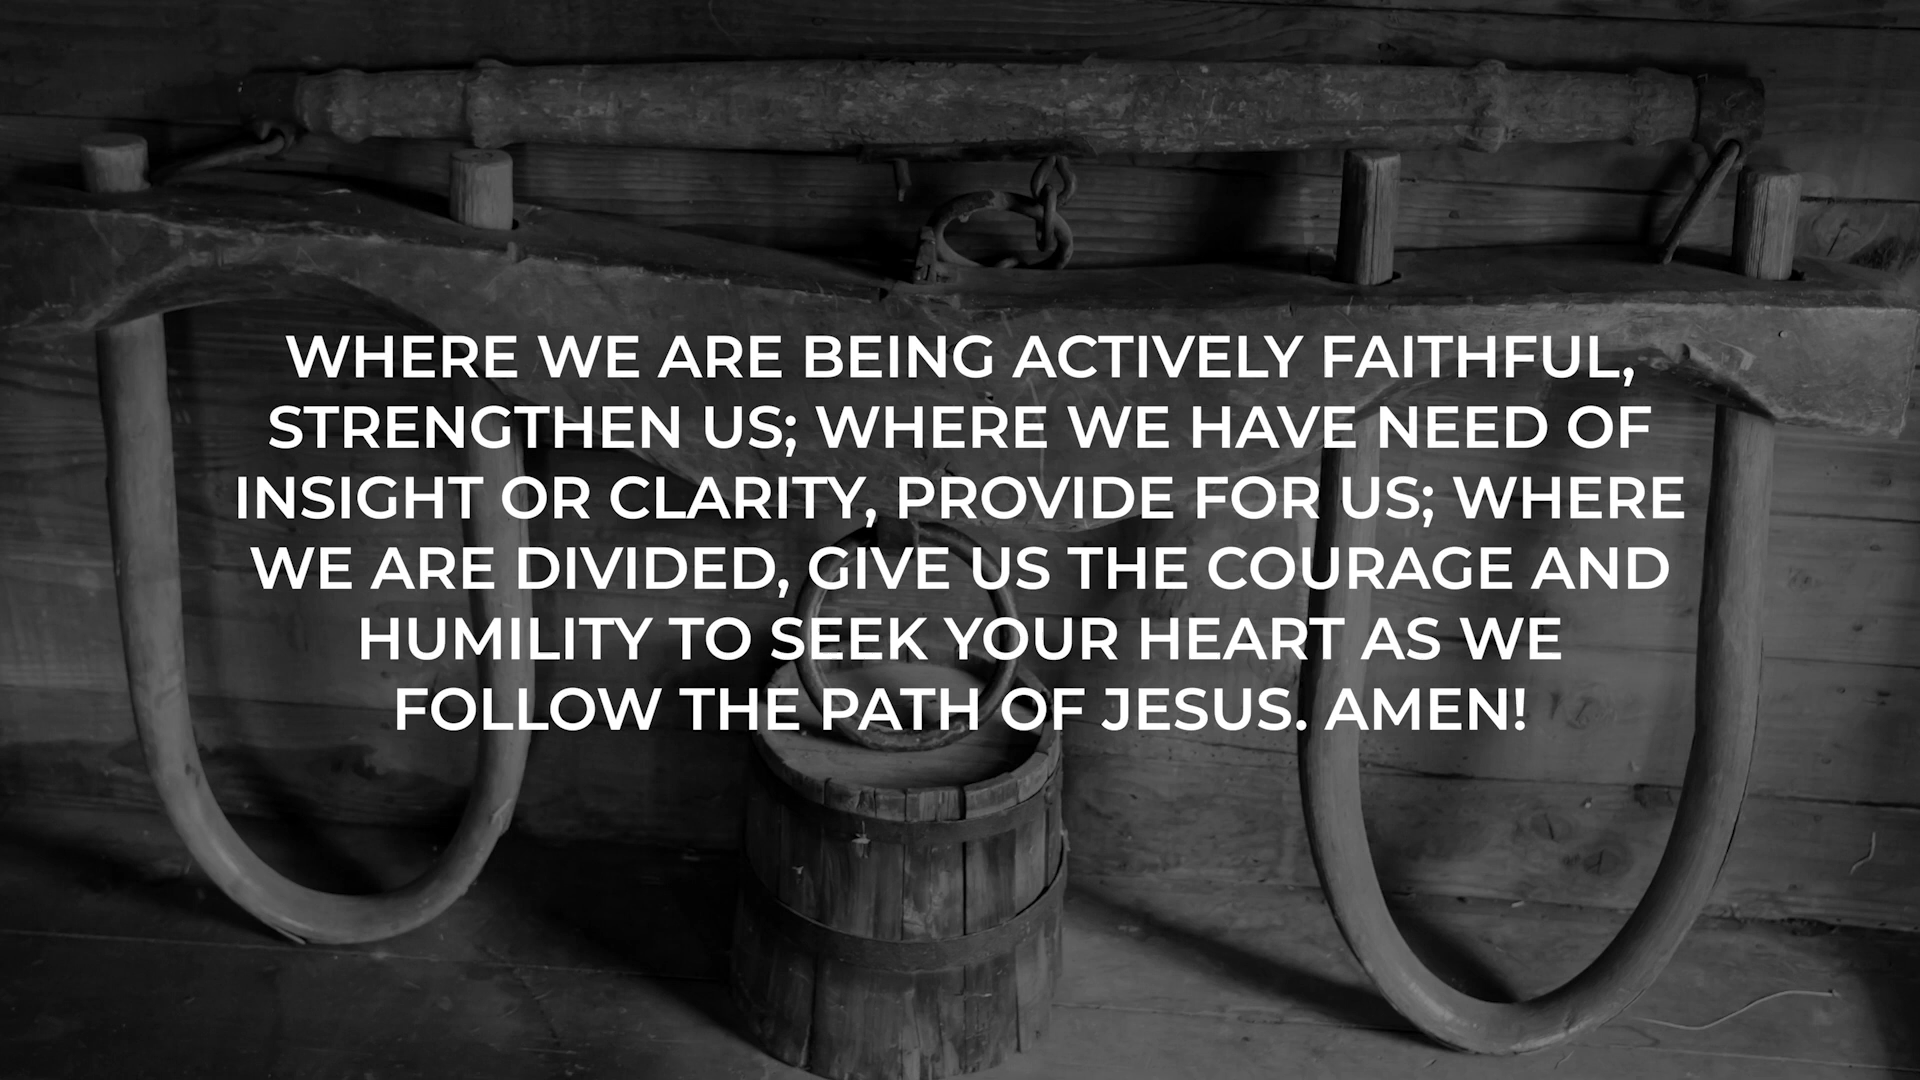 WHERE WE ARE BEING ACTIVELY FAITHFUL,
STRENGTHEN US; WHERE WE HAVE NEED OF
INSIGHT OR CLARITY, PROVIDE FOR US; WHERE
WE ARE DIVIDED, GIVE US THE COURAGE AND
HUMILITY TO SEEK YOUR HEART AS WE
FOLLOW THE PATH OF JESUS. AMEN!